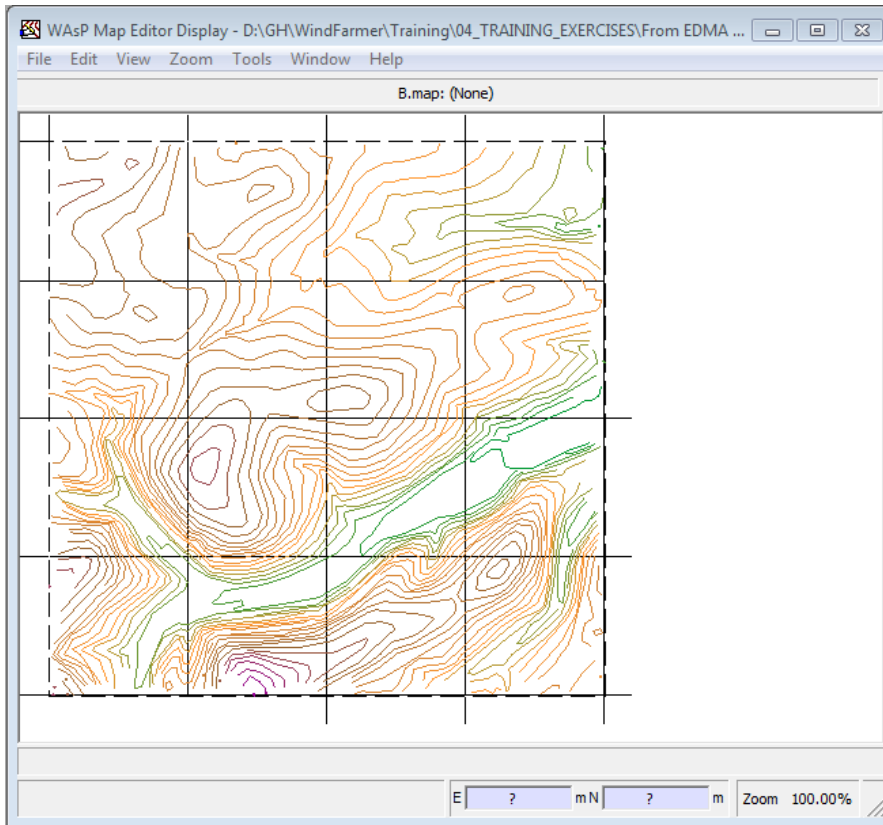 WAsP Map Editor Display - D:\GH\WindFarmer\Training\04_TRAINING_EXERCISES\From EDMA ...
File Edit View Zoom Tools Window Help
B.map: (None)
E ? m N ? m Zoom 100.00%